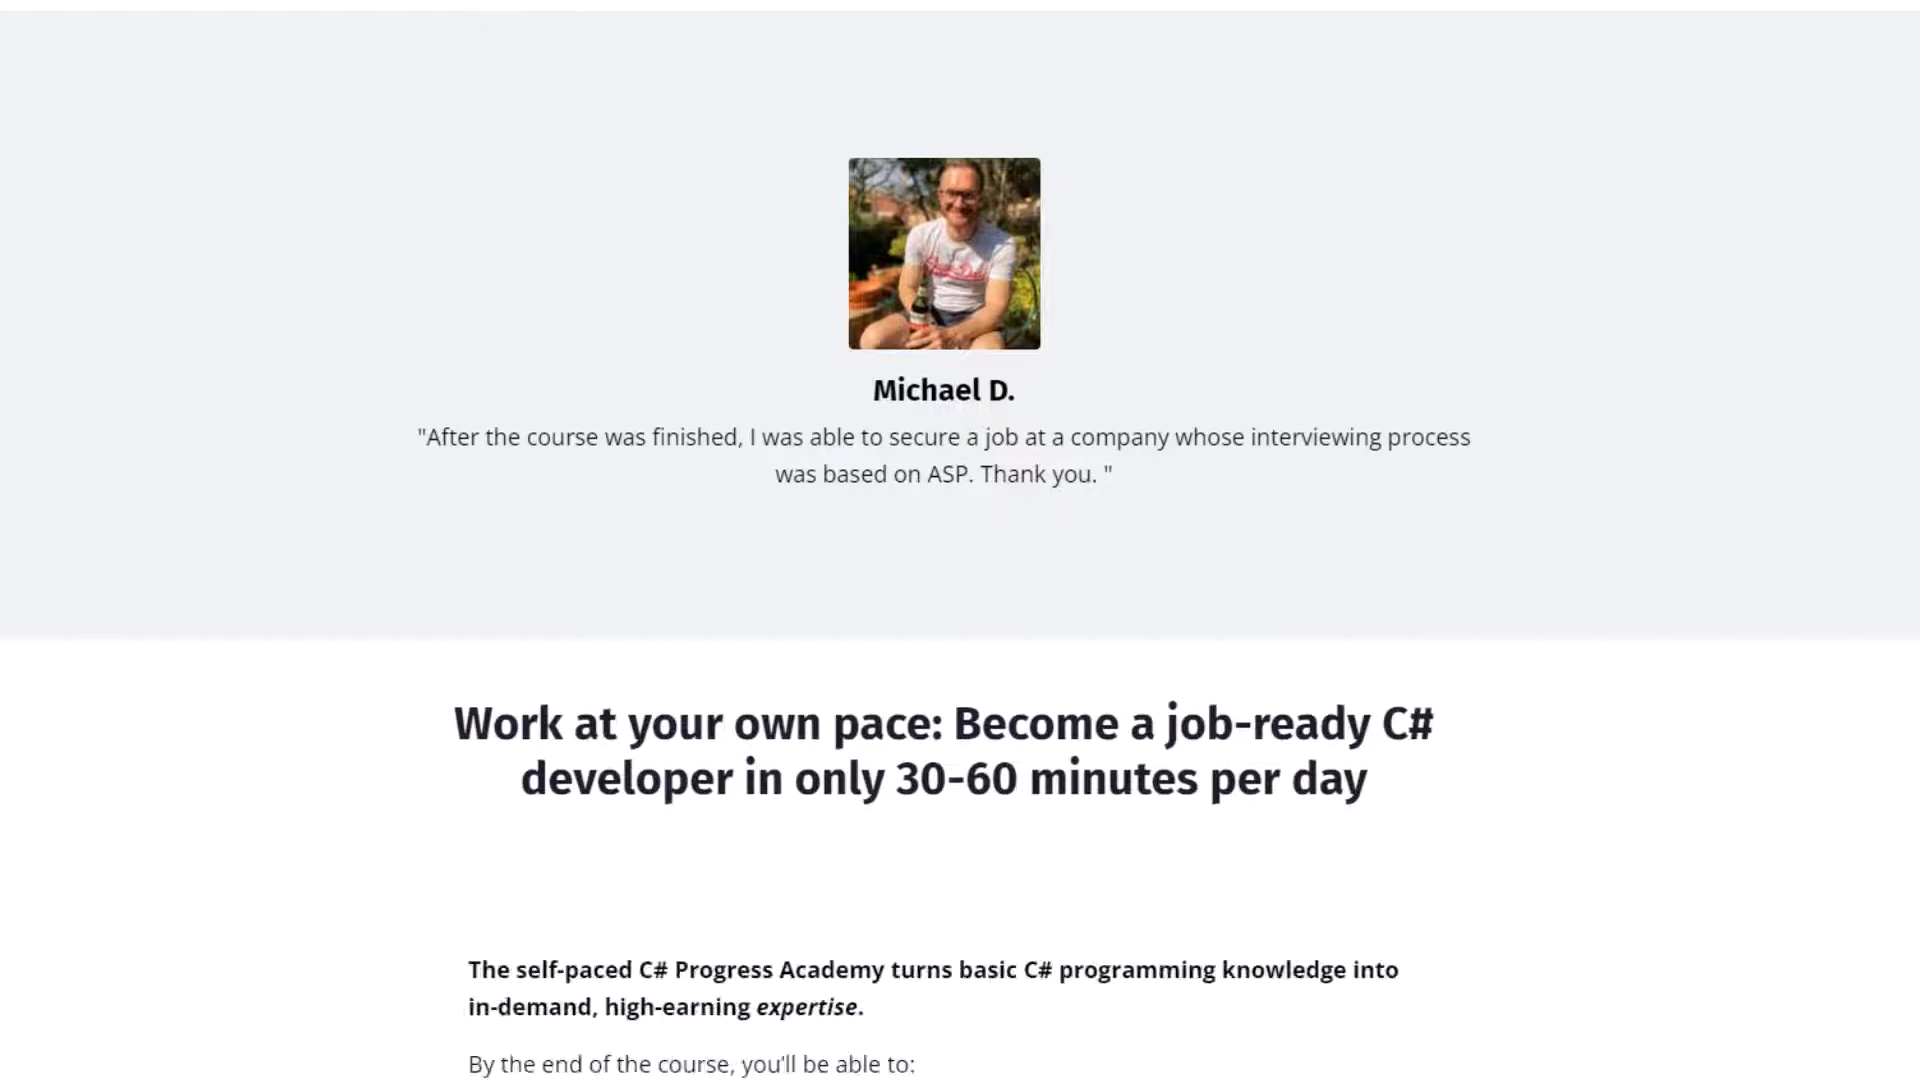 Michael D.
"After the course was finished, I was able to secure a job at a company whose interviewing process
was based on ASP. Thank you. "
Work at your own pace: Become a job-ready C#
developer in only 30-60 minutes per day
The self-paced C# Progress Academy turns basic C# programming knowledge into
in-demand, high-earning expertise.
By the end of the course, you'll be able to: